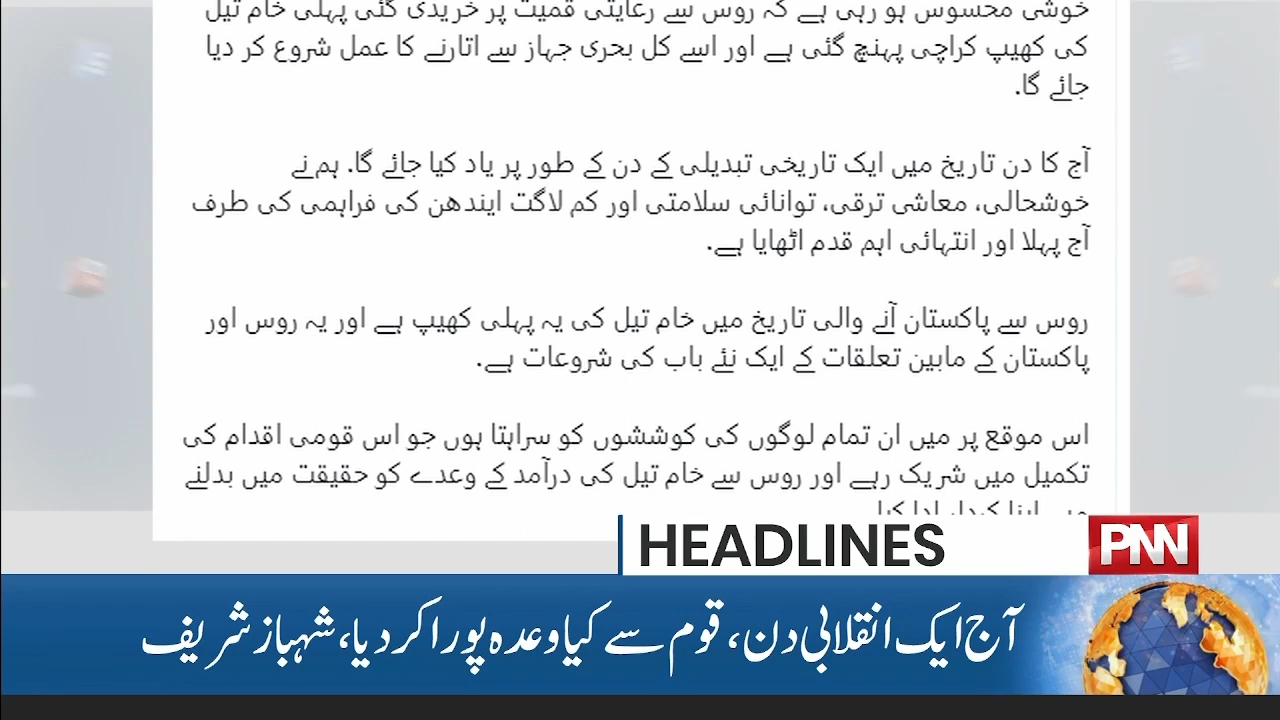 خوشی محسوس ہو رہی ہے کہ روس سے رعایتی قمیت پر خریدی گئی پہلی خام تیل
کی کھیپ کراچی پہنچ گئی ہے اور اسے کل بحری جہاز سے اتارنے کا عمل شروع کر دیا
جائے گا.
آج کا دن تاریخ میں ایک تاریخی تبدیلی کے دن کے طور پر یاد کیا جائے گا. ہم نے
خوشحالی، معاشی ترقی، توانائی سلامتی اور کم لاگت ایندھن کی فراہمی کی طرف
آج پہلا اور انتہائی اہم قدم اٹھایا ہے.
روس سے پاکستان آنے والی تاریخ میں خام تیل کی یہ پہلی کھیپ ہے اور یہ روس اور
پاکستان کے مابین تعلقات کے ایک نئے باب کی شروعات ہے.
اس موقع پر میں ان تمام لوگوں کی کوششوں کو سراہتا ہوں جو اس قومی اقدام کی
تکمیل میں شریک رہے اور روس سے خام تیل کی درآمد کے وعدے کو حقیقت میں بدلنے
HEADLINES
PNN
آج ایک انقلابی دن، قوم سے کیا وعدہ پورا کر دیا، شہباز شریف